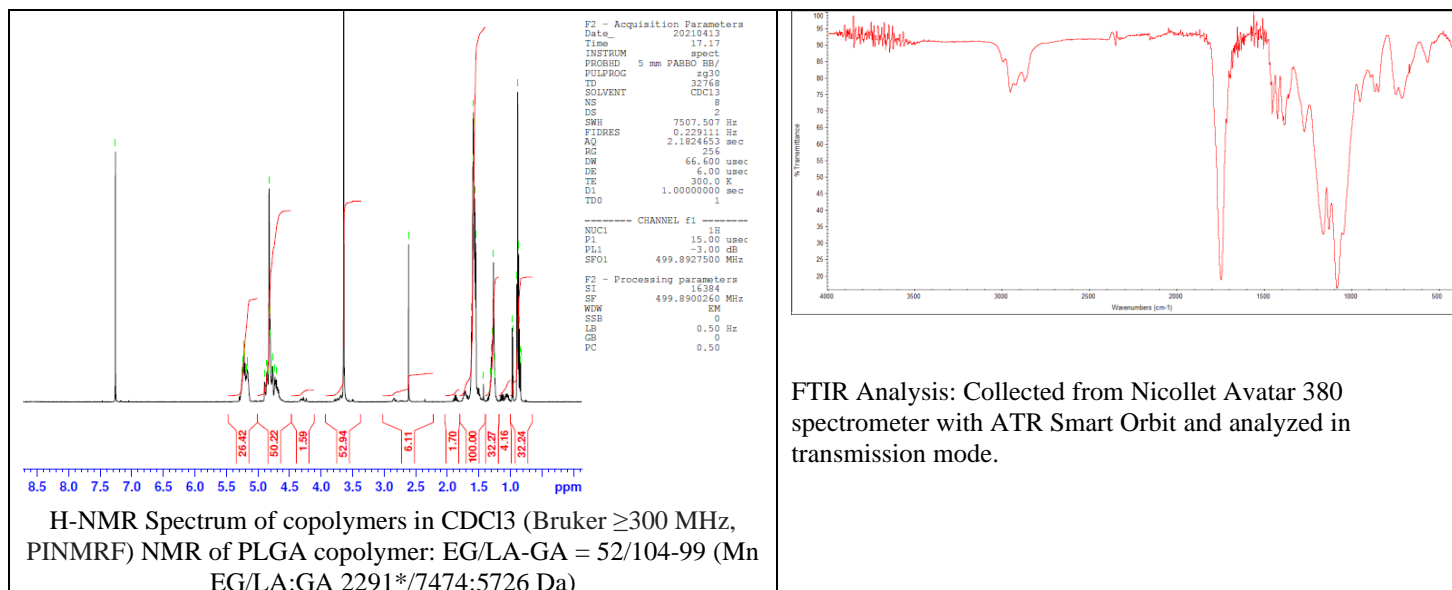 F2 - Acquisition Parameters
Date_ 20210413
Time 17.17
INSTRUM spect
PROBHD 5 mm PABBO BB/
PULPROG zg30
TD 32768
SOLVENT CDCl3
NS 8
DS 2
SWH 7507.507 Hz
FIDRES 0.229111 Hz
AQ 2.1824653 sec
RG 256
DW 66.600 usec
DE 6.00 usec
TE 300.0 K
D1 1.00000000 sec
TD0 1
======== CHANNEL f1 ========
NUC1 1H
P1 15.00 usec
PL1 -3.00 dB
SFO1 499.8927500 MHz
F2 - Processing parameters
SI 16384
SF 499.8900260 MHz
WDW EM
SSB 0
LB 0.50 Hz
GB 0
PC 0.50
26.42 50.22 1.59 52.94 6.11 1.70 100.00 32.27 4.16 32.24
8.5 8.0 7.5 7.0 6.5 6.0 5.5 5.0 4.5 4.0 3.5 3.0 2.5 2.0 1.5 1.0 ppm
H-NMR Spectrum of copolymers in CDCl3 (Bruker ≥300 MHz,
PINMRF) NMR of PLGA copolymer: EG/LA-GA = 52/104-99 (Mn
EG/LA:GA 2291*/7474:5726 Da)
100
95
90
85
80
75
70
65
60
55
50
45
40
35
30
25
20
% Transmittance
4000 3500 3000 2500 2000 1500 1000 500
Wavenumbers (cm-1)
FTIR Analysis: Collected from Nicollet Avatar 380
spectrometer with ATR Smart Orbit and analyzed in
transmission mode.